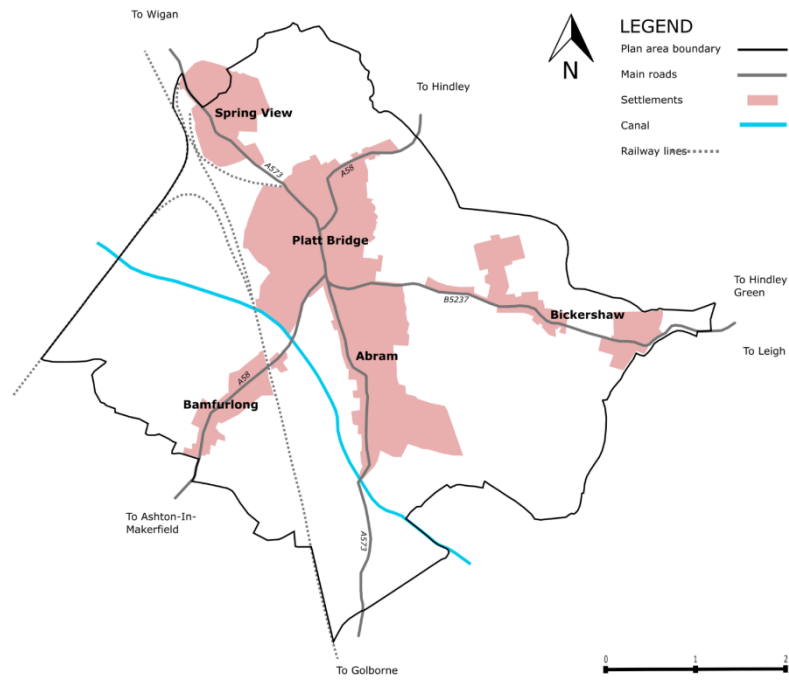 To Wigan
LEGEND
Plan area boundary
Main roads
Settlements
Canal
Railway lines
N
To Hindley
Spring View
A573
A58
Platt Bridge
To Hindley
Green
B5237
Bickershaw
To Leigh
Abram
A58
Bamfurlong
To Ashton-In-
Makerfield
A573
To Golborne
0 1 2